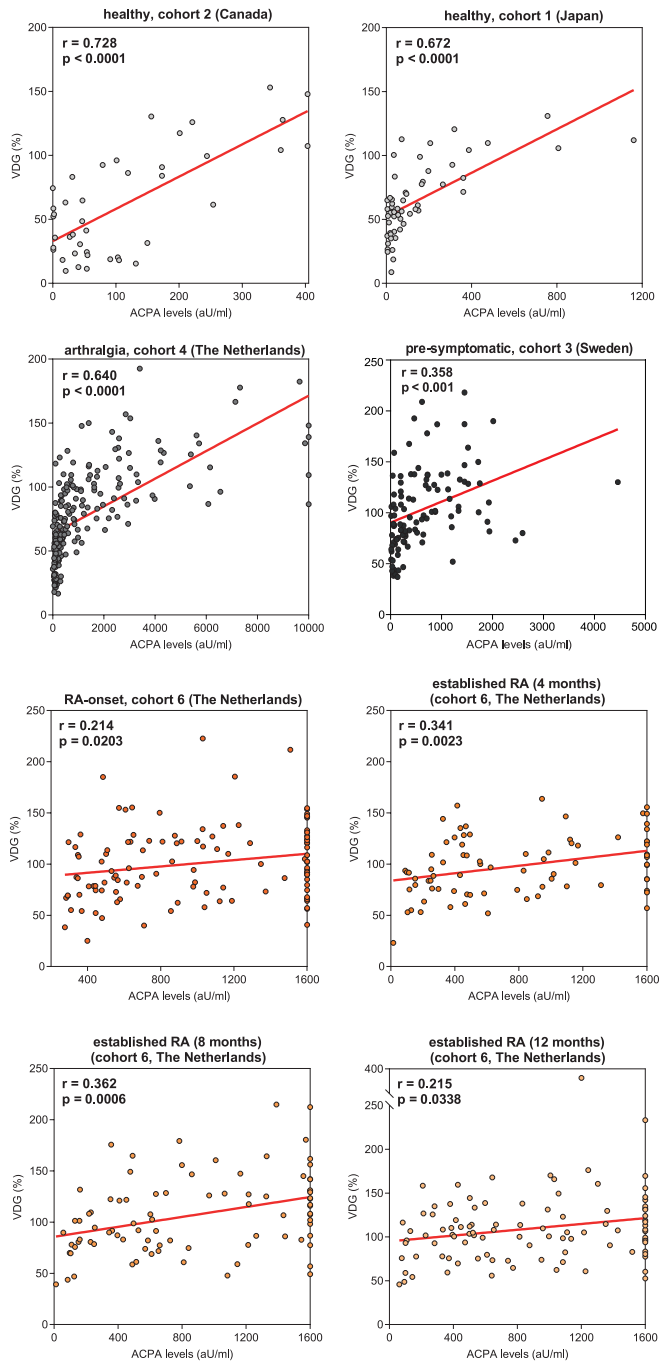 healthy, cohort 2 (Canada)
r = 0.728
p < 0.0001
VDG (%)
200
150
100
50
0
0
100
200
300
400
ACPA levels (aU/ml)
healthy, cohort 1 (Japan)
r = 0.672
p < 0.0001
VDG (%)
200
150
100
50
0
0
400
800
1200
ACPA levels (aU/ml)
arthralgia, cohort 4 (The Netherlands)
r = 0.640
p < 0.0001
VDG (%)
200
150
100
50
0
0
2000
4000
6000
8000
10000
ACPA levels (aU/ml)
pre-symptomatic, cohort 3 (Sweden)
r = 0.358
p < 0.001
VDG (%)
250
200
150
100
50
0
0
1000
2000
3000
4000
5000
ACPA levels (aU/ml)
RA-onset, cohort 6 (The Netherlands)
r = 0.214
p = 0.0203
VDG (%)
250
200
150
100
50
0
400
800
1200
1600
ACPA levels (aU/ml)
established RA (4 months)
(cohort 6, The Netherlands)
r = 0.341
p = 0.0023
VDG (%)
250
200
150
100
50
0
0
400
800
1200
1600
ACPA levels (aU/ml)
established RA (8 months)
(cohort 6, The Netherlands)
r = 0.362
p = 0.0006
VDG (%)
250
200
150
100
50
0
0
400
800
1200
1600
ACPA levels (aU/ml)
established RA (12 months)
(cohort 6, The Netherlands)
r = 0.215
p = 0.0338
VDG (%)
400
250
200
150
100
50
0
0
400
800
1200
1600
ACPA levels (aU/ml)